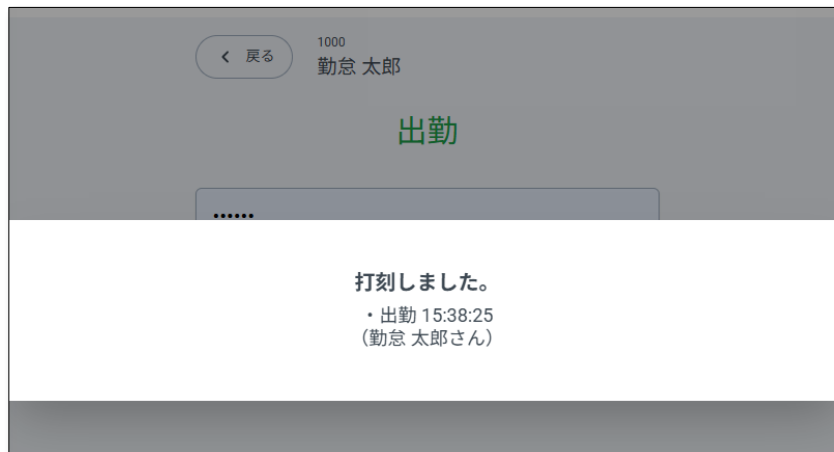 戻る
1000
勤怠 太郎
出勤
••••••
打刻しました。
・出勤 15:38:25
（勤怠 太郎さん）